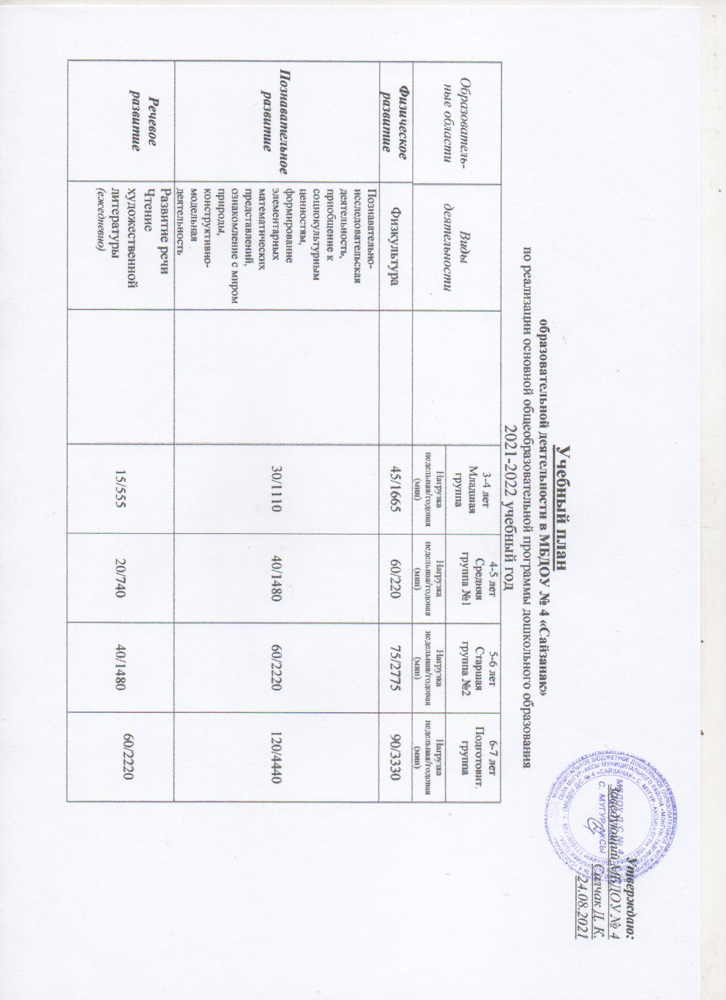 Утверждаю:
Заведующий МБДОУ № 4
Салчак Д. К.
24.08.2021
МБДОУ Д/С № 4
С. МУГУР-АКСЫ
Учебный план
образовательной деятельности в МБДОУ № 4 «Сайзанак»
по реализации основной общеобразовательной программы дошкольного образования
2021-2022 учебный год
Образователь-
ные области
Виды
деятельности
3-4 лет
Младшая
группа
4-5 лет
Средняя
группа №1
5-6 лет
Старшая
группа №2
6-7 лет
Подготовит.
группа
Нагрузка
недельная/годовая
(мин)
Нагрузка
недельная/годовая
(мин)
Нагрузка
недельная/годовая
(мин)
Нагрузка
недельная/годовая
(мин)
Физическое
развитие
Физкультура
45/1665
60/220
75/2775
90/3330
Познавательное
развитие
Познавательно-
исследовательская
деятельность,
приобщение к
социокультурным
ценностям,
формирование
элементарных
математических
представлений,
ознакомление с миром
природы,
конструктивно-
модельная
деятельность
30/1110
40/1480
60/2220
120/4440
Речевое
развитие
Развитие речи
Чтение
художественной
литературы
(ежедневно)
15/555
20/740
40/1480
60/2220